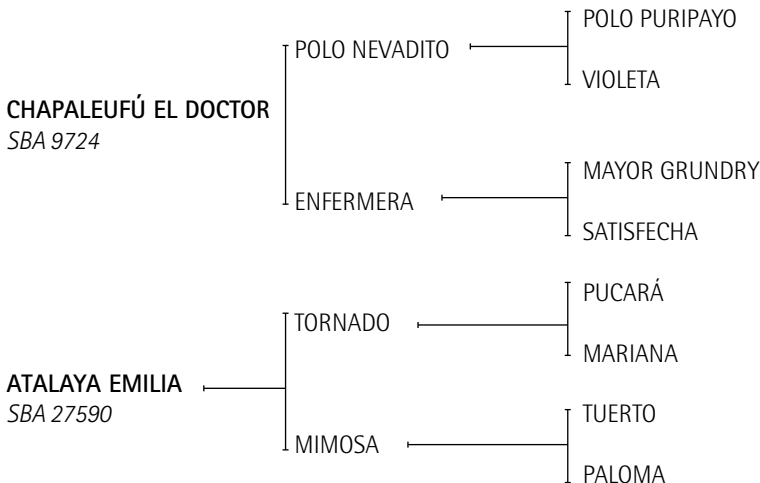 POLO PURIPAYO
POLO NEVADITO
VIOLETA
CHAPALEUFÚ EL DOCTOR
SBA 9724
MAYOR GRUNDRY
ENFERMERA
SATISFECHA
PUCARÁ
TORNADO
MARIANA
ATALAYA EMILIA
SBA 27590
TUERTO
MIMOSA
PALOMA